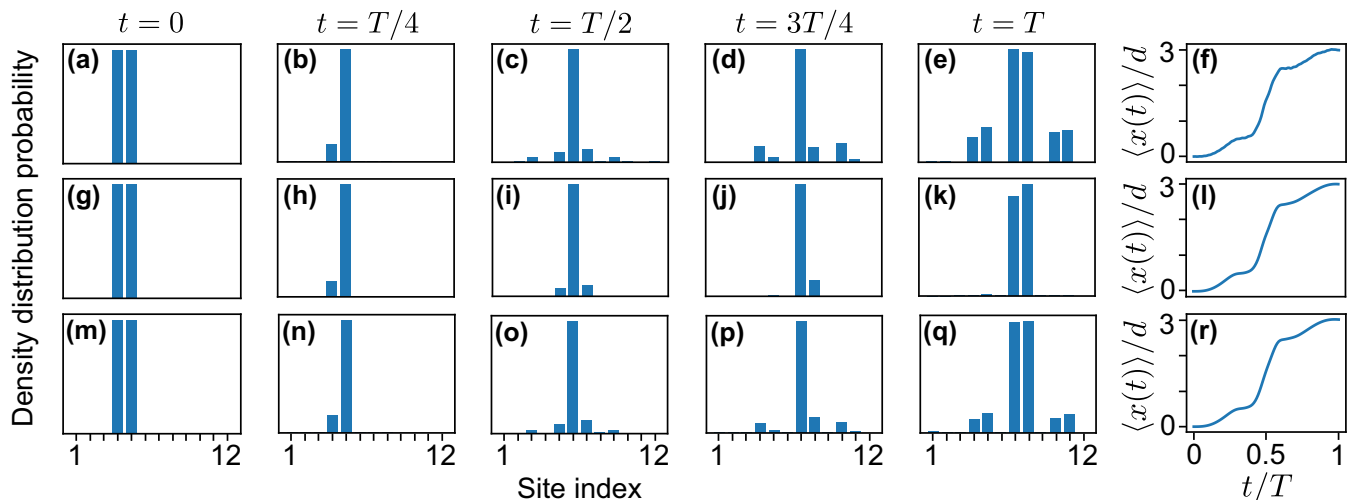 t = 0 t = T/4 t = T/2 t = 3T/4 t = T
Density distribution probability
(a) (b) (c) (d) (e) (f)
3
0
⟨x(t)⟩/d
(g) (h) (i) (j) (k) (l)
3
0
⟨x(t)⟩/d
(m) (n) (o) (p) (q) (r)
3
0
⟨x(t)⟩/d
1 12 1 12 1 12 1 12 1 12 0 0.5 1
Site index
t/T